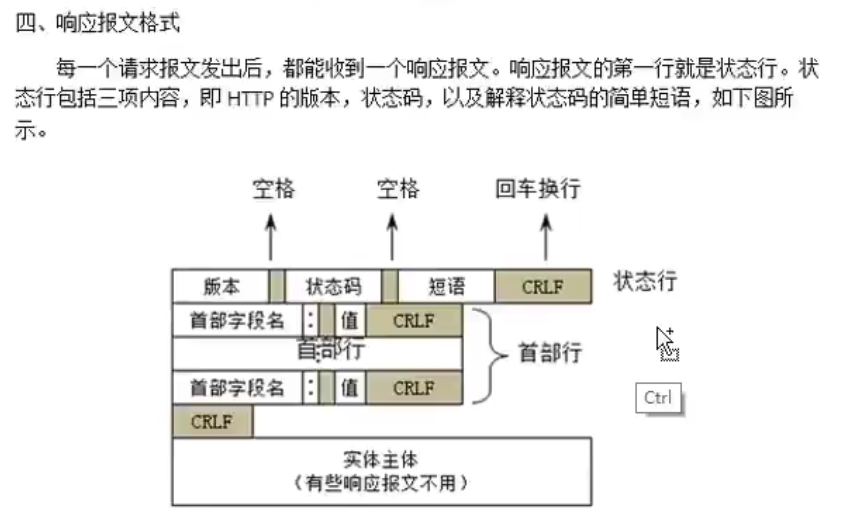 四、响应报文格式
每一个请求报文发出后，都能收到一个响应报文。响应报文的第一行就是状态行。状
态行包括三项内容，即 HTTP 的版本，状态码，以及解释状态码的简单短语，如下图所
示。
空格 空格 回车换行
版本 状态码 短语 CRLF 状态行
首部字段名 : 值 CRLF
首部行 首部行
首部字段名 : 值 CRLF
Ctrl
CRLF
实体主体
（有些响应报文不用）